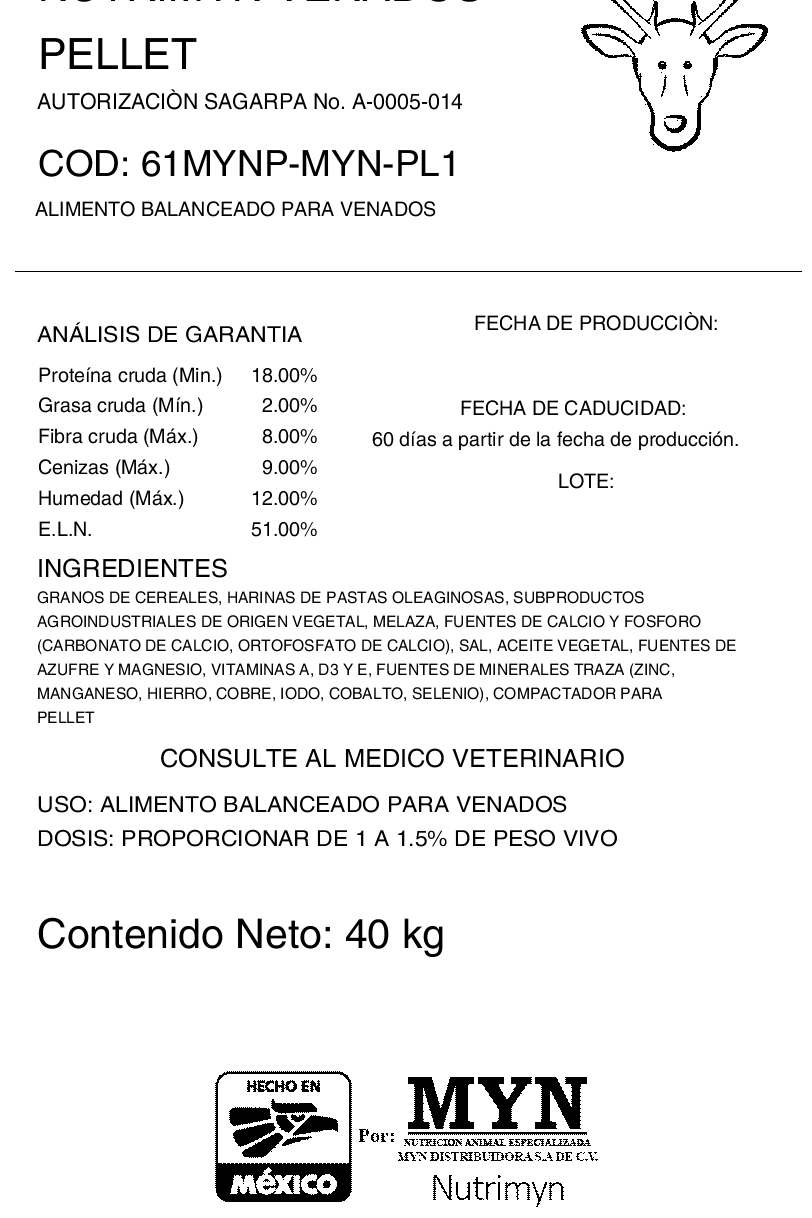 NUTRIMYN VENADOS
PELLET
AUTORIZACIÒN SAGARPA No. A-0005-014
COD: 61MYNP-MYN-PL1
ALIMENTO BALANCEADO PARA VENADOS
ANÁLISIS DE GARANTIA
FECHA DE PRODUCCIÒN:
Proteína cruda (Min.) 18.00%
Grasa cruda (Mín.) 2.00%
FECHA DE CADUCIDAD:
Fibra cruda (Máx.) 8.00%
60 días a partir de la fecha de producción.
Cenizas (Máx.) 9.00%
LOTE:
Humedad (Máx.) 12.00%
E.L.N. 51.00%
INGREDIENTES
GRANOS DE CEREALES, HARINAS DE PASTAS OLEAGINOSAS, SUBPRODUCTOS
AGROINDUSTRIALES DE ORIGEN VEGETAL, MELAZA, FUENTES DE CALCIO Y FOSFORO
(CARBONATO DE CALCIO, ORTOFOSFATO DE CALCIO), SAL, ACEITE VEGETAL, FUENTES DE
AZUFRE Y MAGNESIO, VITAMINAS A, D3 Y E, FUENTES DE MINERALES TRAZA (ZINC,
MANGANESO, HIERRO, COBRE, IODO, COBALTO, SELENIO), COMPACTADOR PARA
PELLET
CONSULTE AL MEDICO VETERINARIO
USO: ALIMENTO BALANCEADO PARA VENADOS
DOSIS: PROPORCIONAR DE 1 A 1.5% DE PESO VIVO
Contenido Neto: 40 kg
HECHO EN
MÉXICO
Por:
MYN
NUTRICION ANIMAL ESPECIALIZADA
MYN DISTRIBUIDORA S.A DE C.V.
Nutrimyn